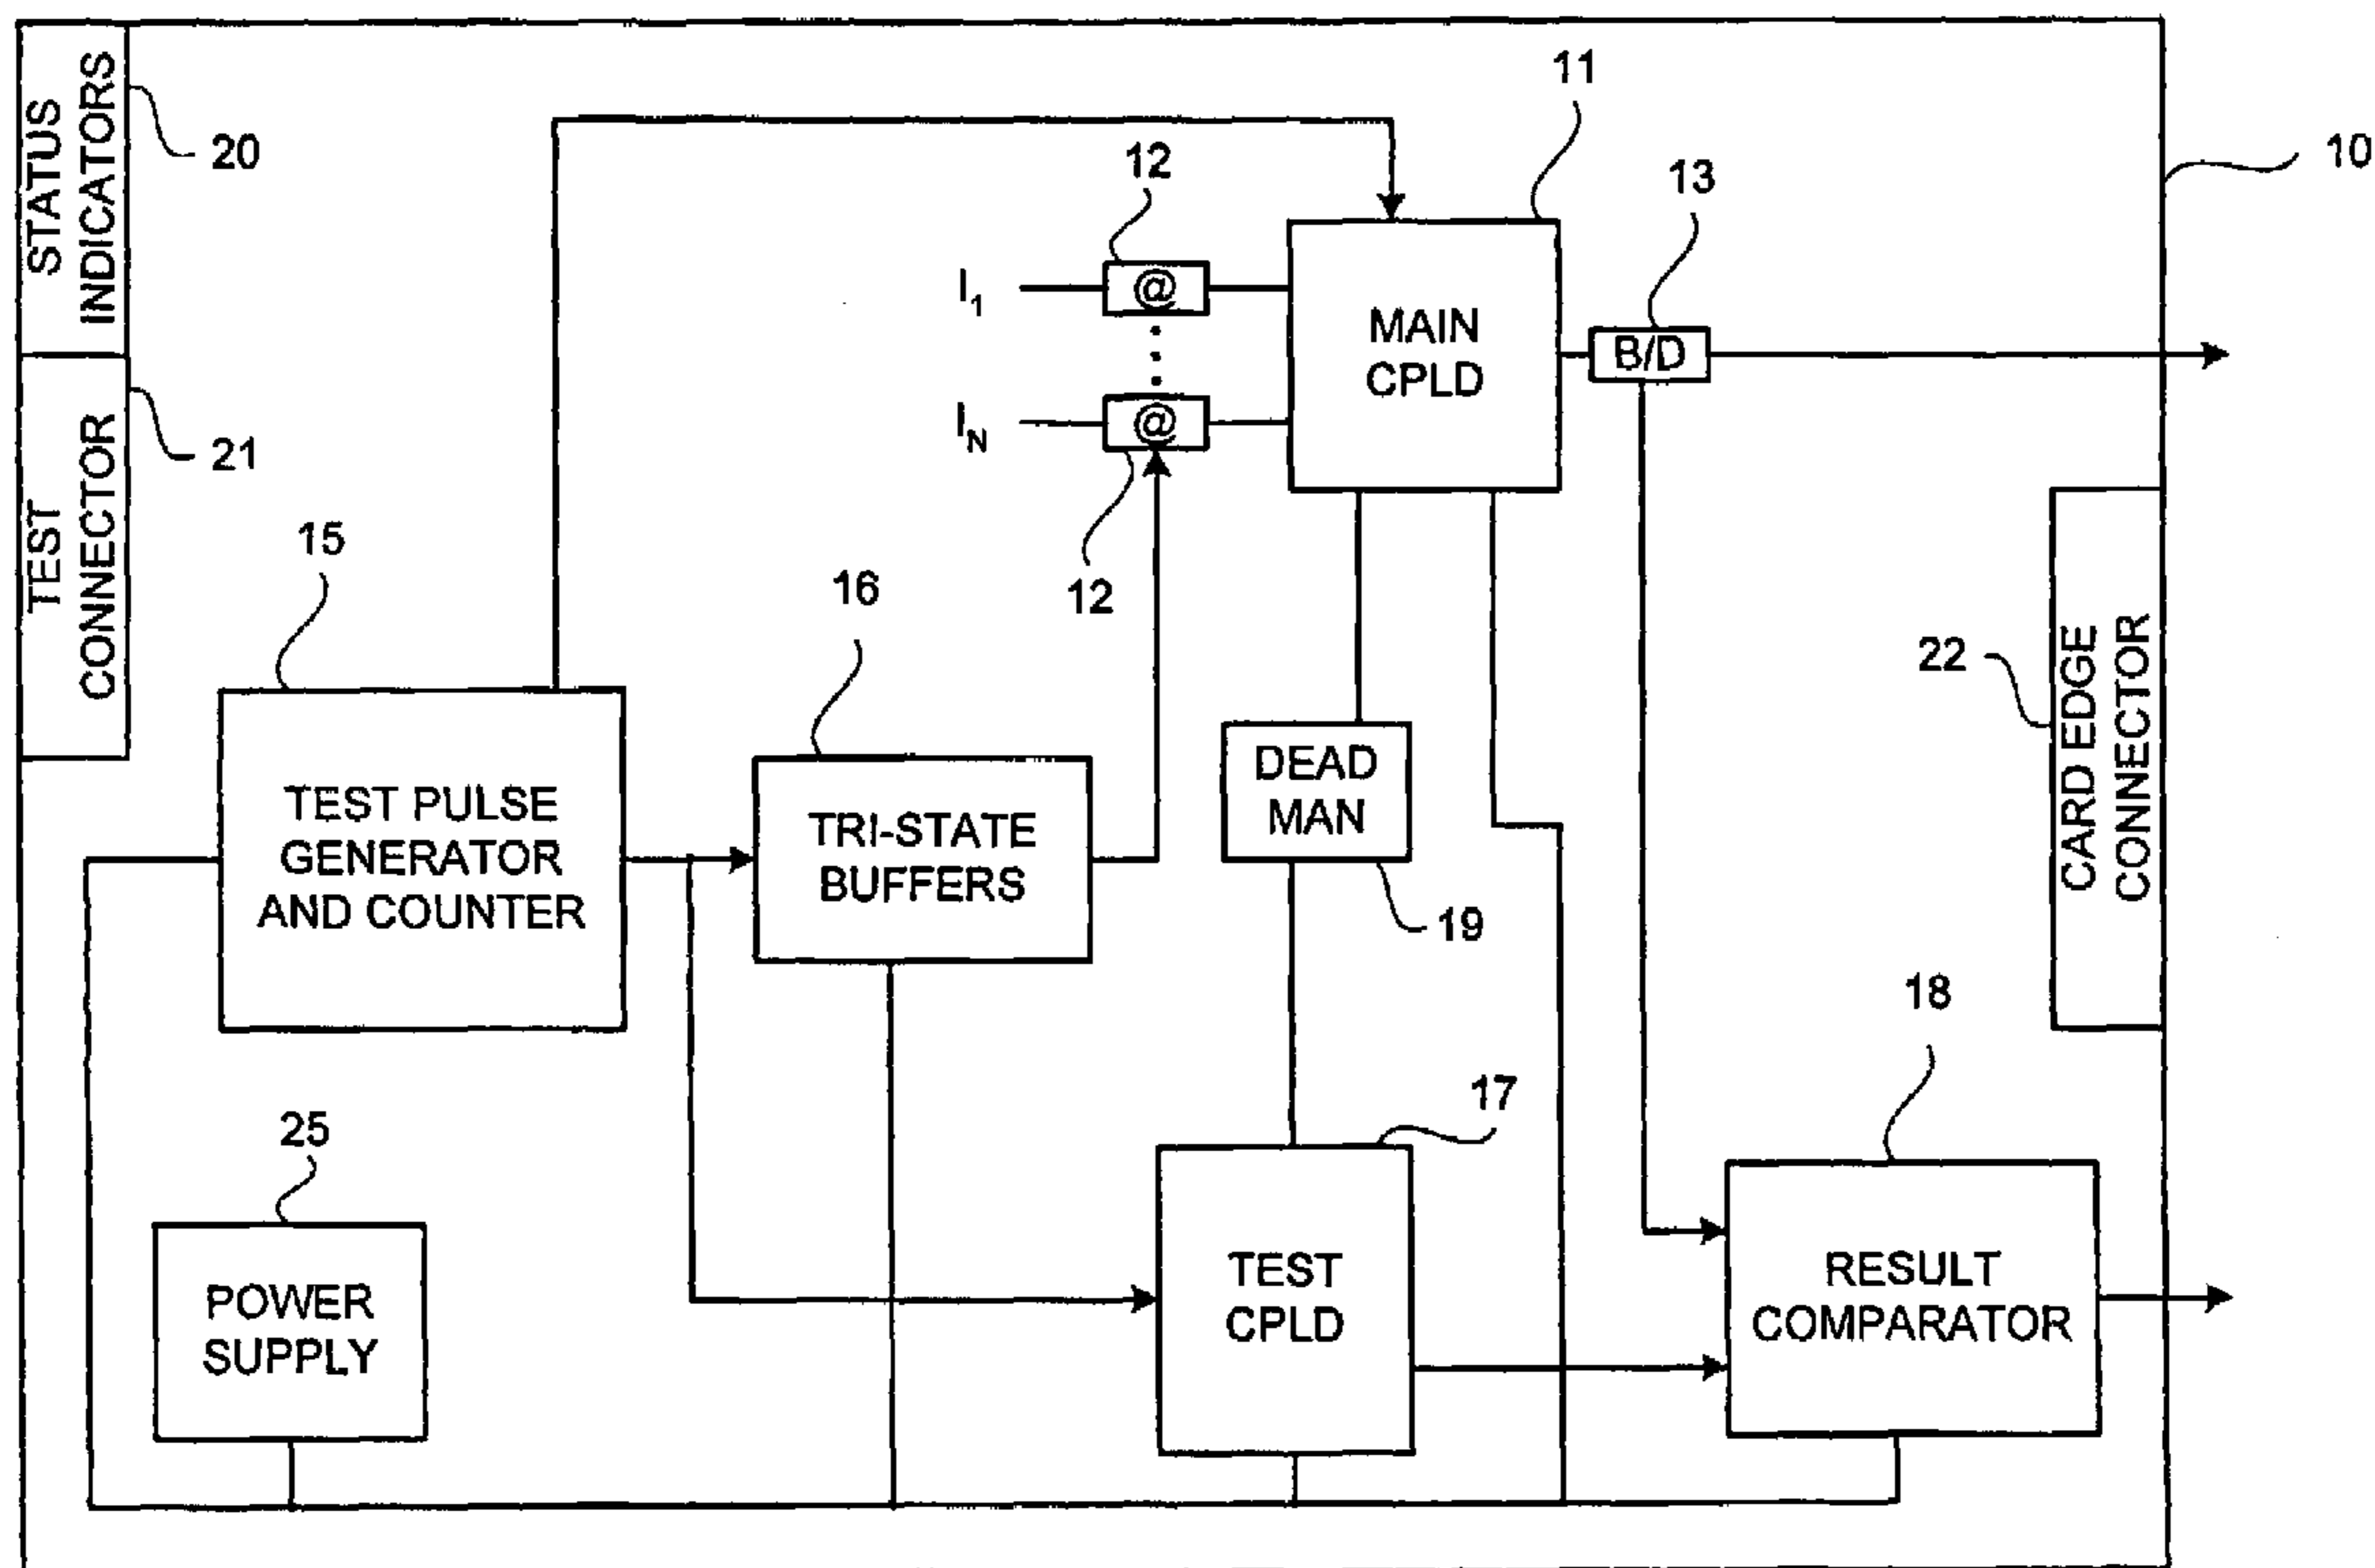 STATUS
INDICATORS
20
TEST
CONNECTOR
21
11
10
12
13
I1
@
MAIN
CPLD
B/D
IN
@
12
15
16
TEST PULSE
GENERATOR
AND COUNTER
TRI-STATE
BUFFERS
DEAD
MAN
19
22
CARD EDGE
CONNECTOR
18
17
25
POWER
SUPPLY
TEST
CPLD
RESULT
COMPARATOR